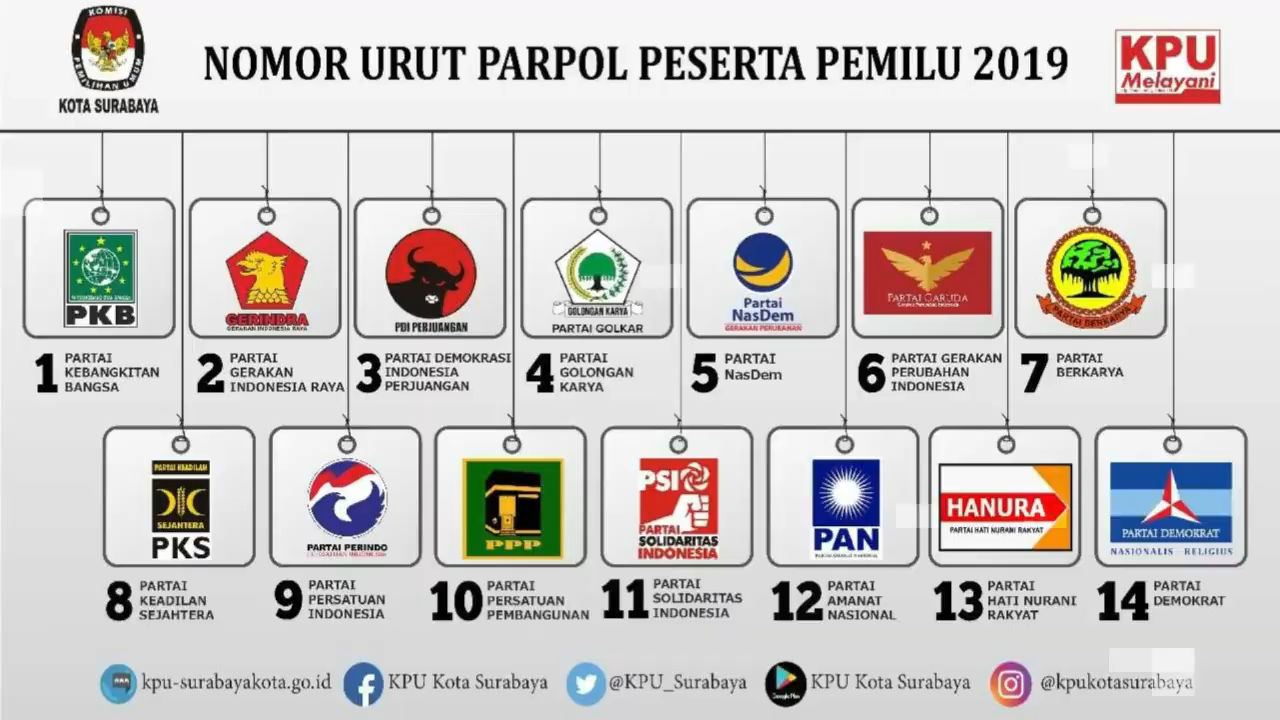 KOMISI
PEMILIHAN UMUM
KOTA SURABAYA
NOMOR URUT PARPOL PESERTA PEMILU 2019
KPU
Melayani
PKB
1 PARTAI
KEBANGKITAN
BANGSA
GERINDRA
GERAKAN INDONESIA RAYA
2 PARTAI
GERAKAN
INDONESIA RAYA
PDI PERJUANGAN
3 PARTAI DEMOKRASI
INDONESIA
PERJUANGAN
GOLONGAN KARYA
PARTAI GOLKAR
4 PARTAI
GOLONGAN
KARYA
Partai
NasDem
GERAKAN PERUBAHAN
5 PARTAI
NasDem
PARTAI GARUDA
6 PARTAI GERAKAN
PERUBAHAN
INDONESIA
PARTAI BERKARYA
7 PARTAI
BERKARYA
PARTAI KEADILAN
SEJAHTERA
PKS
8 PARTAI
KEADILAN
SEJAHTERA
PARTAI PERINDO
9 PARTAI
PERSATUAN
INDONESIA
PPP
10 PARTAI
PERSATUAN
PEMBANGUNAN
PSI
PARTAI
SOLIDARITAS
INDONESIA
11 PARTAI
SOLIDARITAS
INDONESIA
PAN
12 PARTAI
AMANAT
NASIONAL
HANURA
PARTAI HATI NURANI RAKYAT
13 PARTAI
HATI NURANI
RAKYAT
PARTAI DEMOKRAT
NASIONALIS - RELIGIUS
14 PARTAI
DEMOKRAT
kpu-surabayakota.go.id
KPU Kota Surabaya
@KPU_Surabaya
Google Play
KPU Kota Surabaya
@kpukotasurabaya